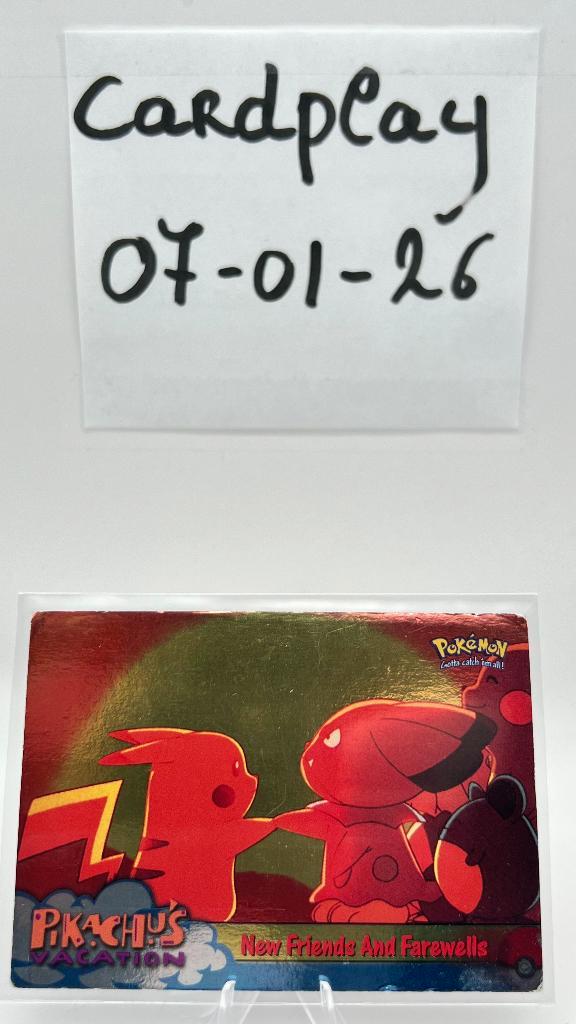 Cardplay
07-01-26
POKéMON
Gotta catch 'em all!
PIKACHU'S
VACATION
New Friends And Farewells